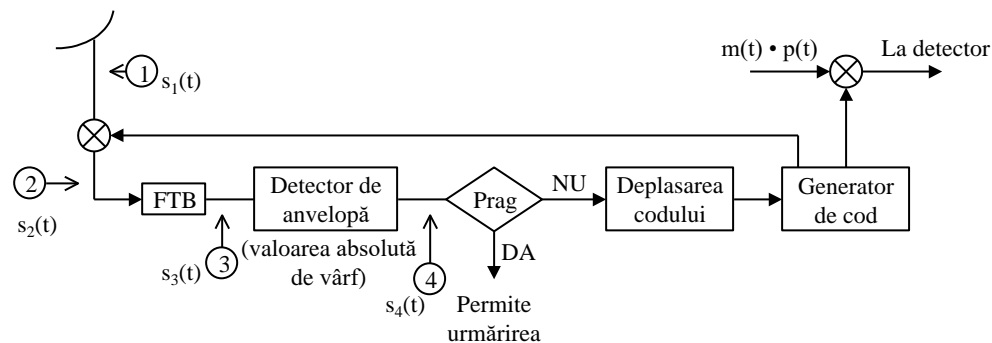 m(t) • p(t)
La detector
1
s₁(t)
2
s₂(t)
FTB
Detector de
anvelopă
(valoarea absolută
de vârf)
3
s₃(t)
4
s₄(t)
Prag
NU
DA
Permite
urmărirea
Deplasarea
codului
Generator
de cod